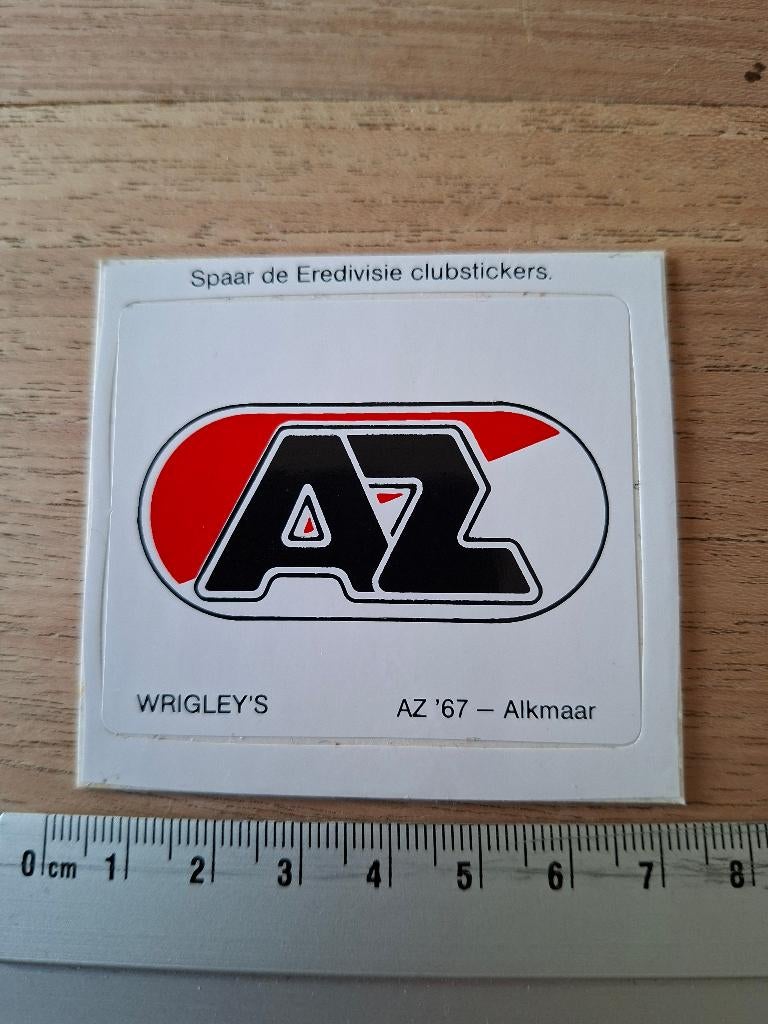 Spaar de Eredivisie clubstickers.
AZ
WRIGLEY'S AZ '67 — Alkmaar
0 cm 1 2 3 4 5 6 7 8